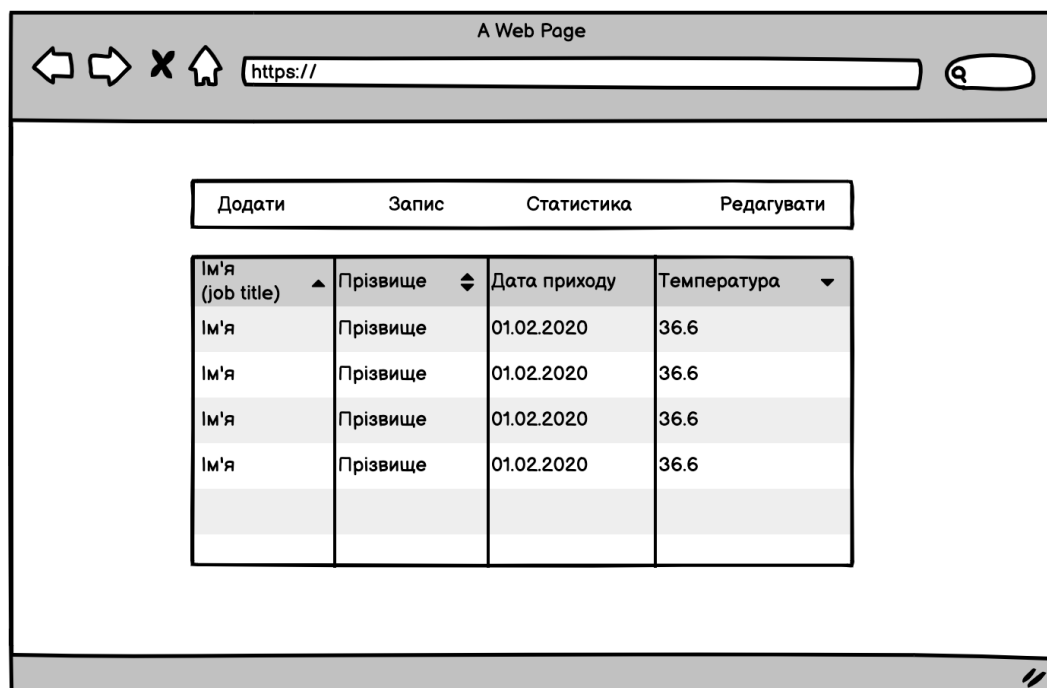 A Web Page
https://
Додати Запис Статистика Редагувати
Ім'я
(job title) Прізвище Дата приходу Температура
Ім'я Прізвище 01.02.2020 36.6
Ім'я Прізвище 01.02.2020 36.6
Ім'я Прізвище 01.02.2020 36.6
Ім'я Прізвище 01.02.2020 36.6